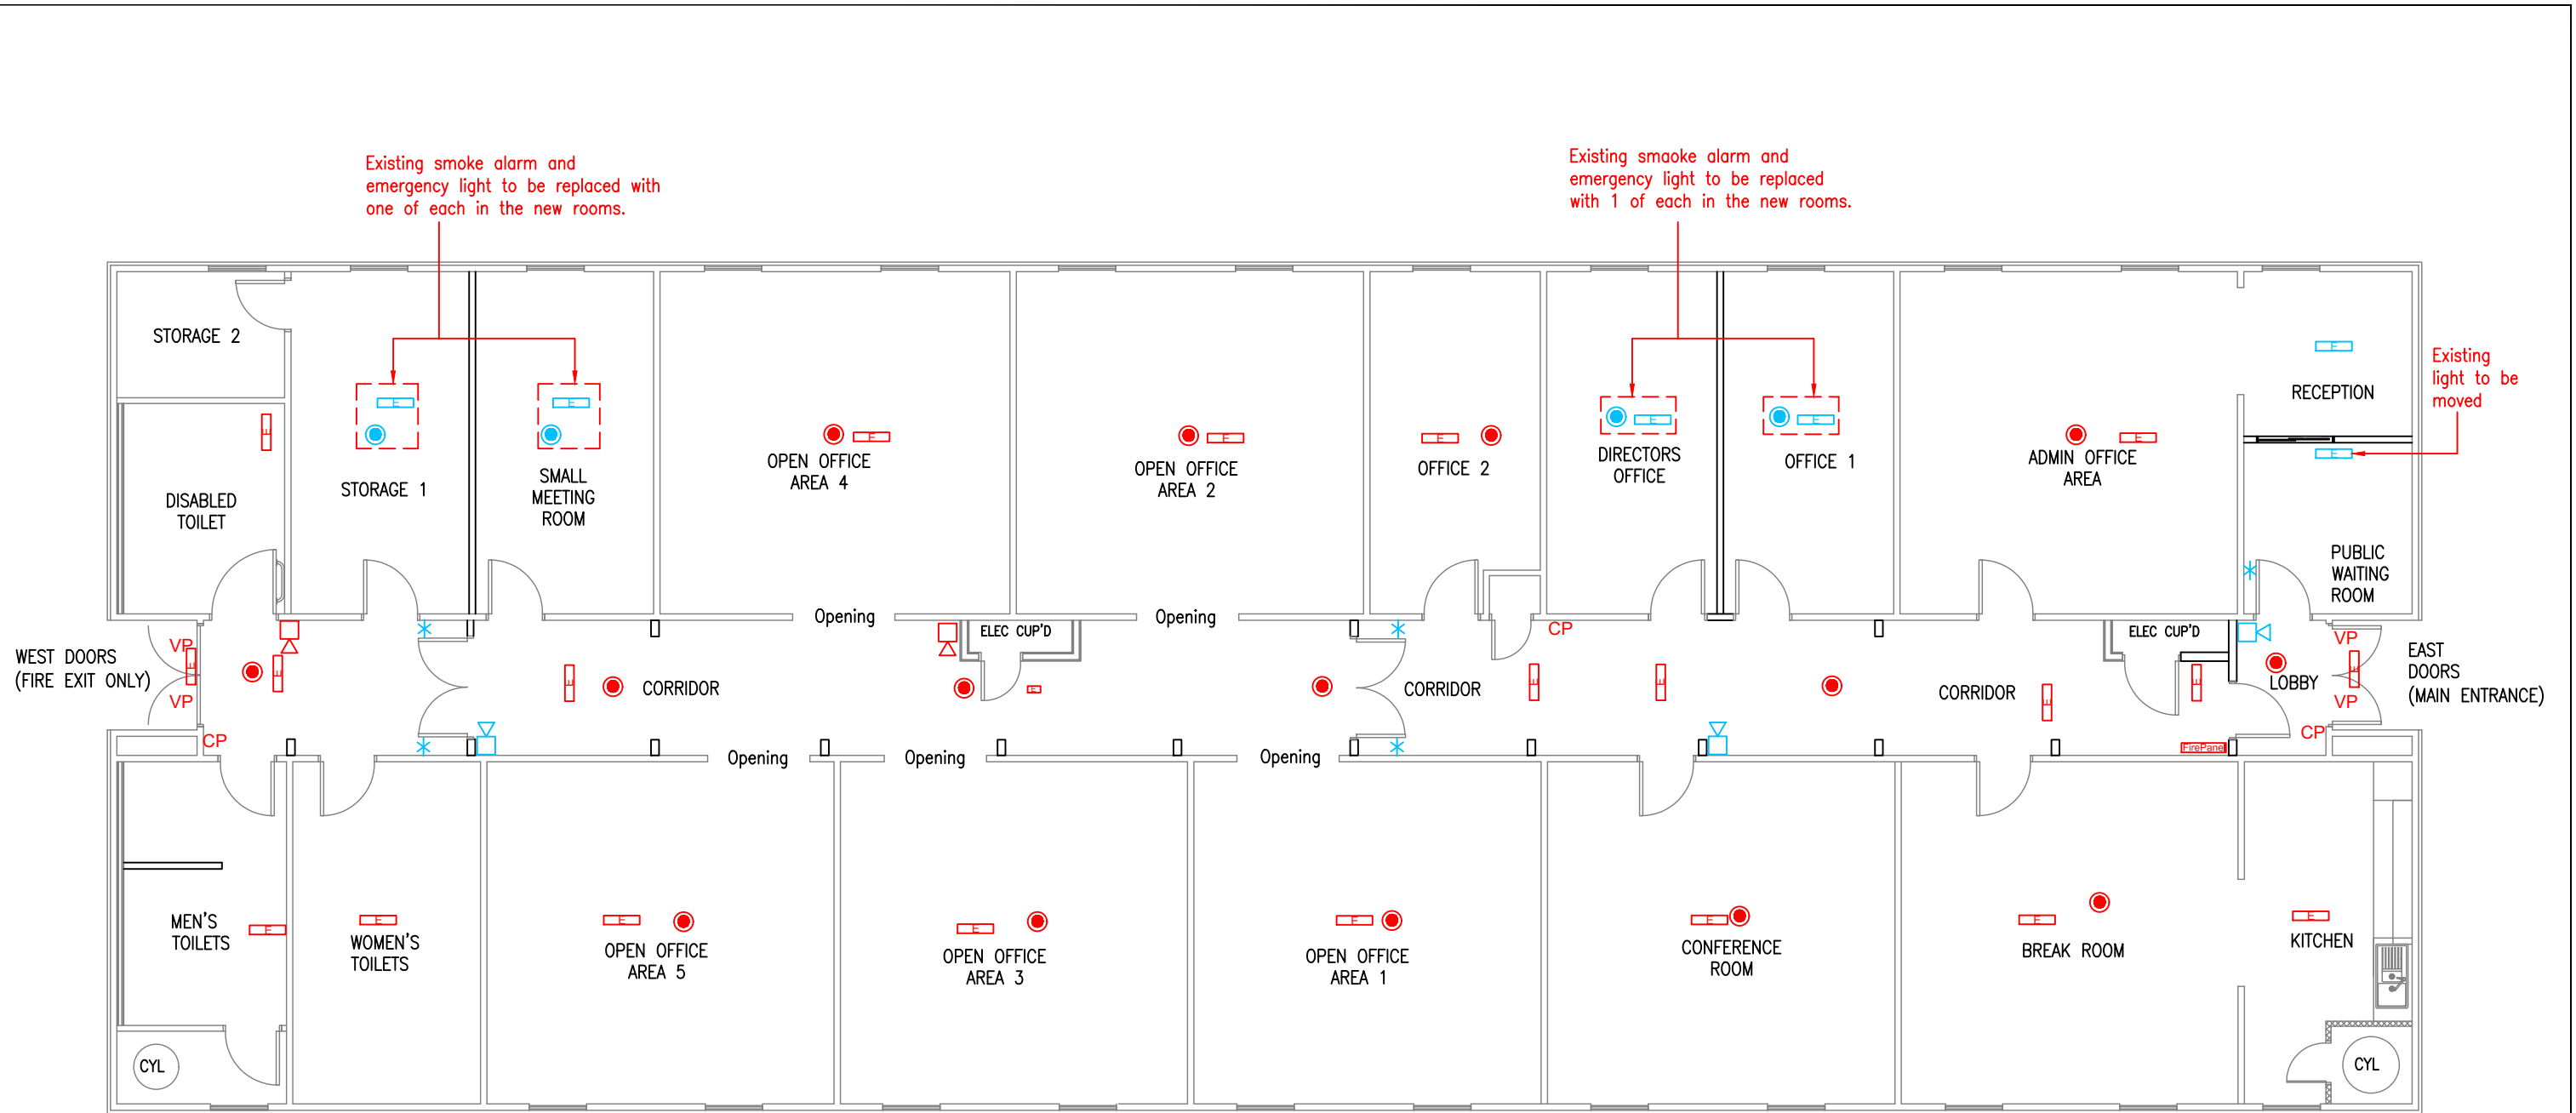 Existing smoke alarm and
emergency light to be replaced with
one of each in the new rooms.
Existing smaoke alarm and
emergency light to be replaced
with 1 of each in the new rooms.
Existing
light to be
moved
STORAGE 2
DISABLED
TOILET
E
STORAGE 1
E
SMALL
MEETING
ROOM
E
OPEN OFFICE
AREA 4
E
OPEN OFFICE
AREA 2
E
OFFICE 2
E
DIRECTORS
OFFICE
E
OFFICE 1
E
ADMIN OFFICE
AREA
E
RECEPTION
E
E
PUBLIC
WAITING
ROOM
Opening
Opening
WEST DOORS
(FIRE EXIT ONLY)
VP
E
VP
CP
E
E
CORRIDOR
ELEC CUP'D
E
CORRIDOR
E
CP
E
CORRIDOR
E
ELEC CUP'D
E
FirePanel
LOBBY
VP
E
VP
CP
EAST
DOORS
(MAIN ENTRANCE)
Opening
Opening
Opening
MEN'S
TOILETS
E
WOMEN'S
TOILETS
E
OPEN OFFICE
AREA 5
E
OPEN OFFICE
AREA 3
E
OPEN OFFICE
AREA 1
E
CONFERENCE
ROOM
E
BREAK ROOM
E
KITCHEN
E
CYL
CYL